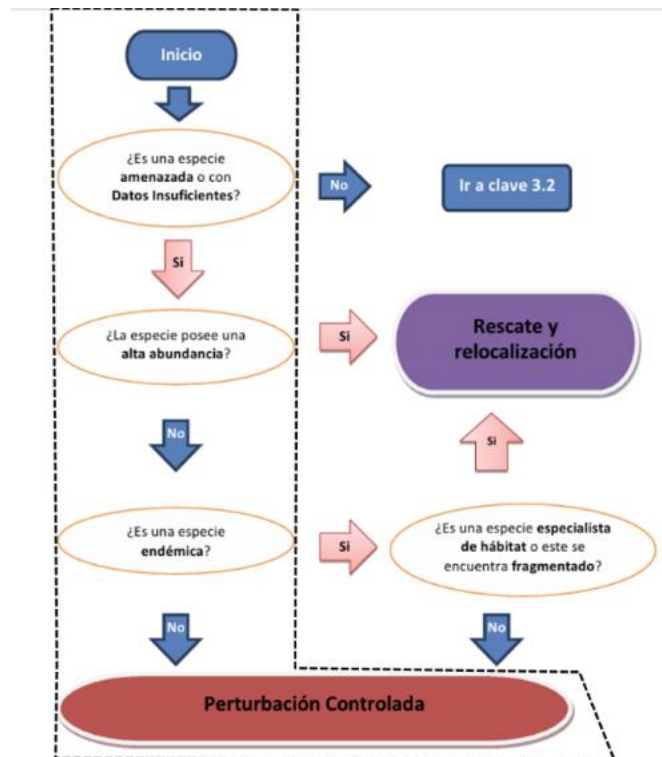 Inicio
¿Es una especie
amenazada o con
Datos Insuficientes?
No
Ir a clave 3.2
Si
¿La especie posee una
alta abundancia?
Si
Rescate y
relocalización
No
Si
¿Es una especie
endémica?
Si
¿Es una especie especialista
de hábitat o este se
encuentra fragmentado?
No
No
Perturbación Controlada